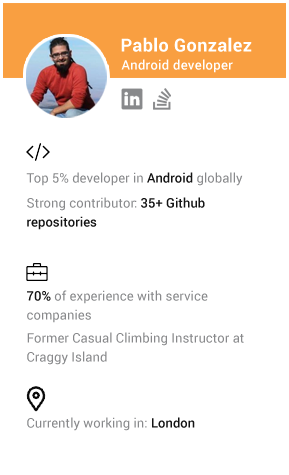 Pablo Gonzalez
Android developer
in
</>
Top 5% developer in Android globally
Strong contributor: 35+ Github
repositories
70% of experience with service
companies
Former Casual Climbing Instructor at
Craggy Island
Currently working in: London